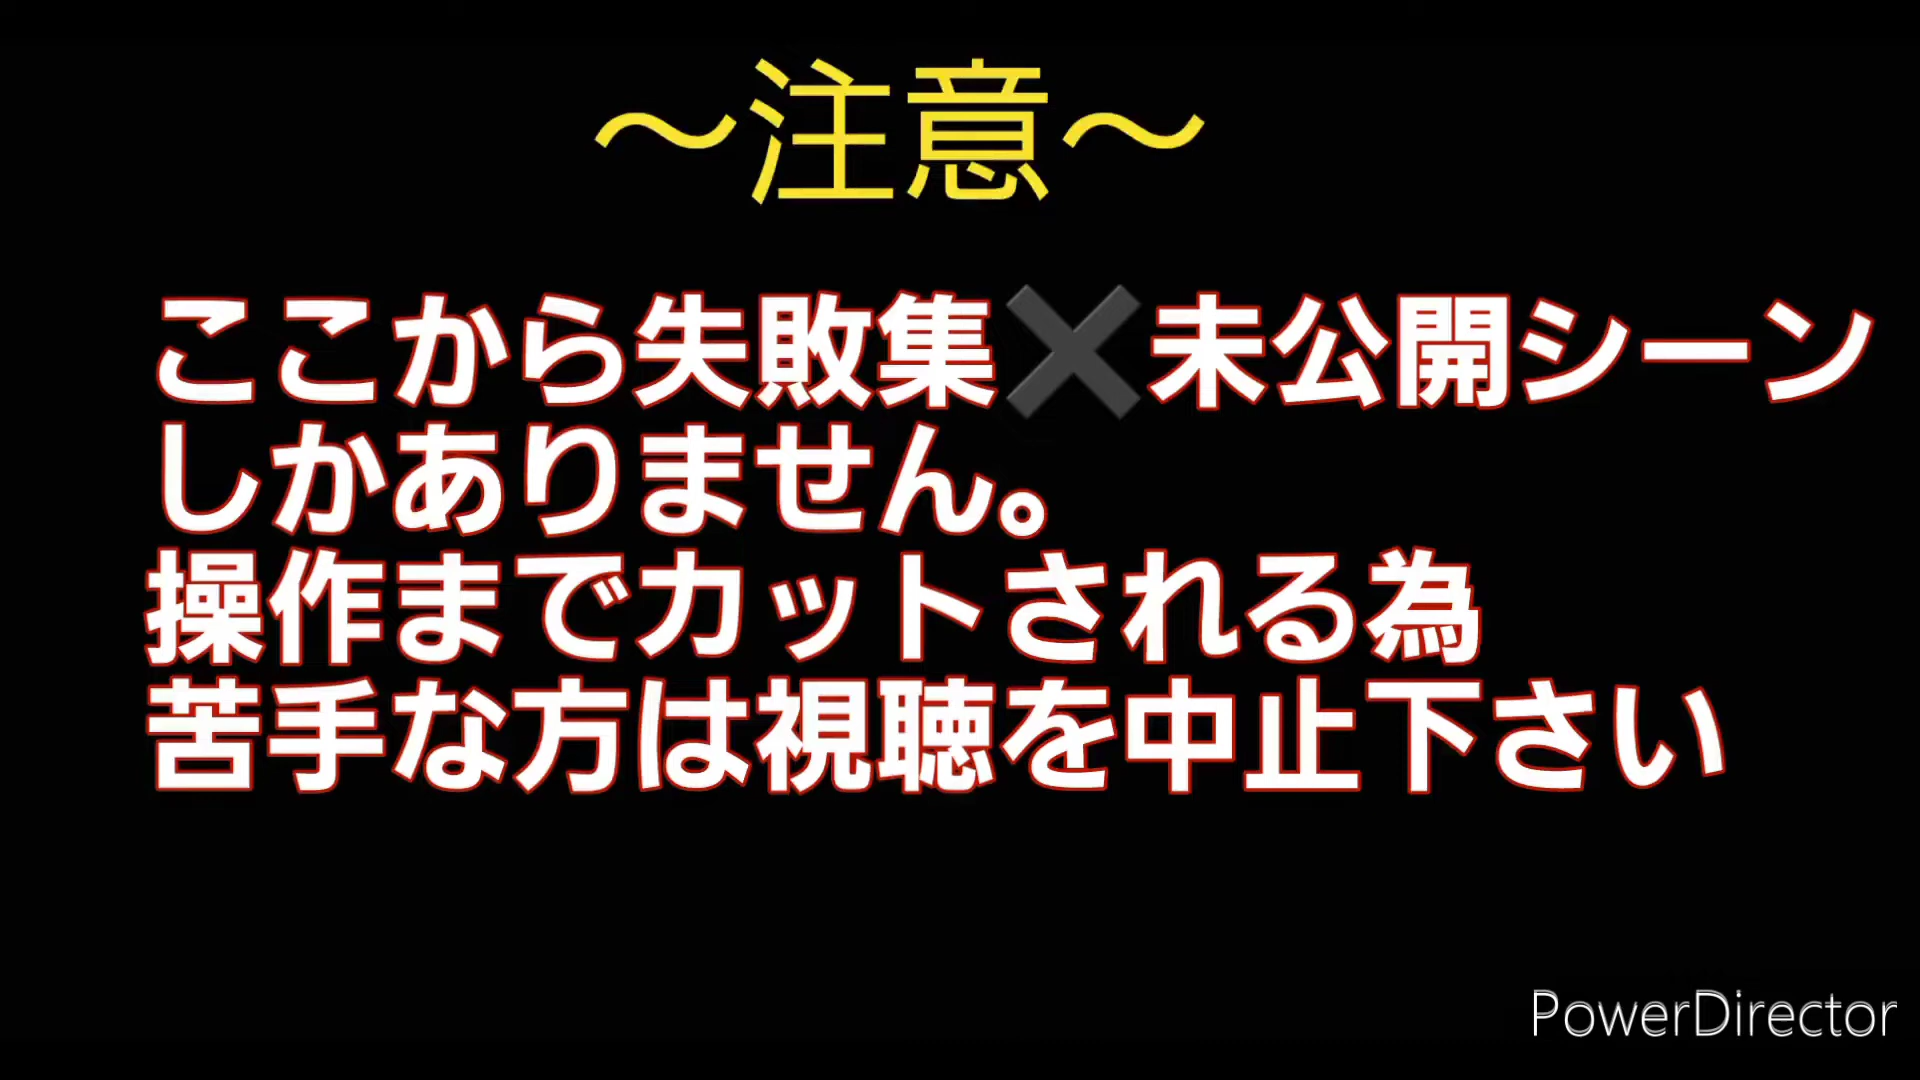 ～注意～
ここから失敗集✖未公開シーン
しかありません。
操作までカットされる為
苦手な方は視聴を中止下さい
PowerDirector